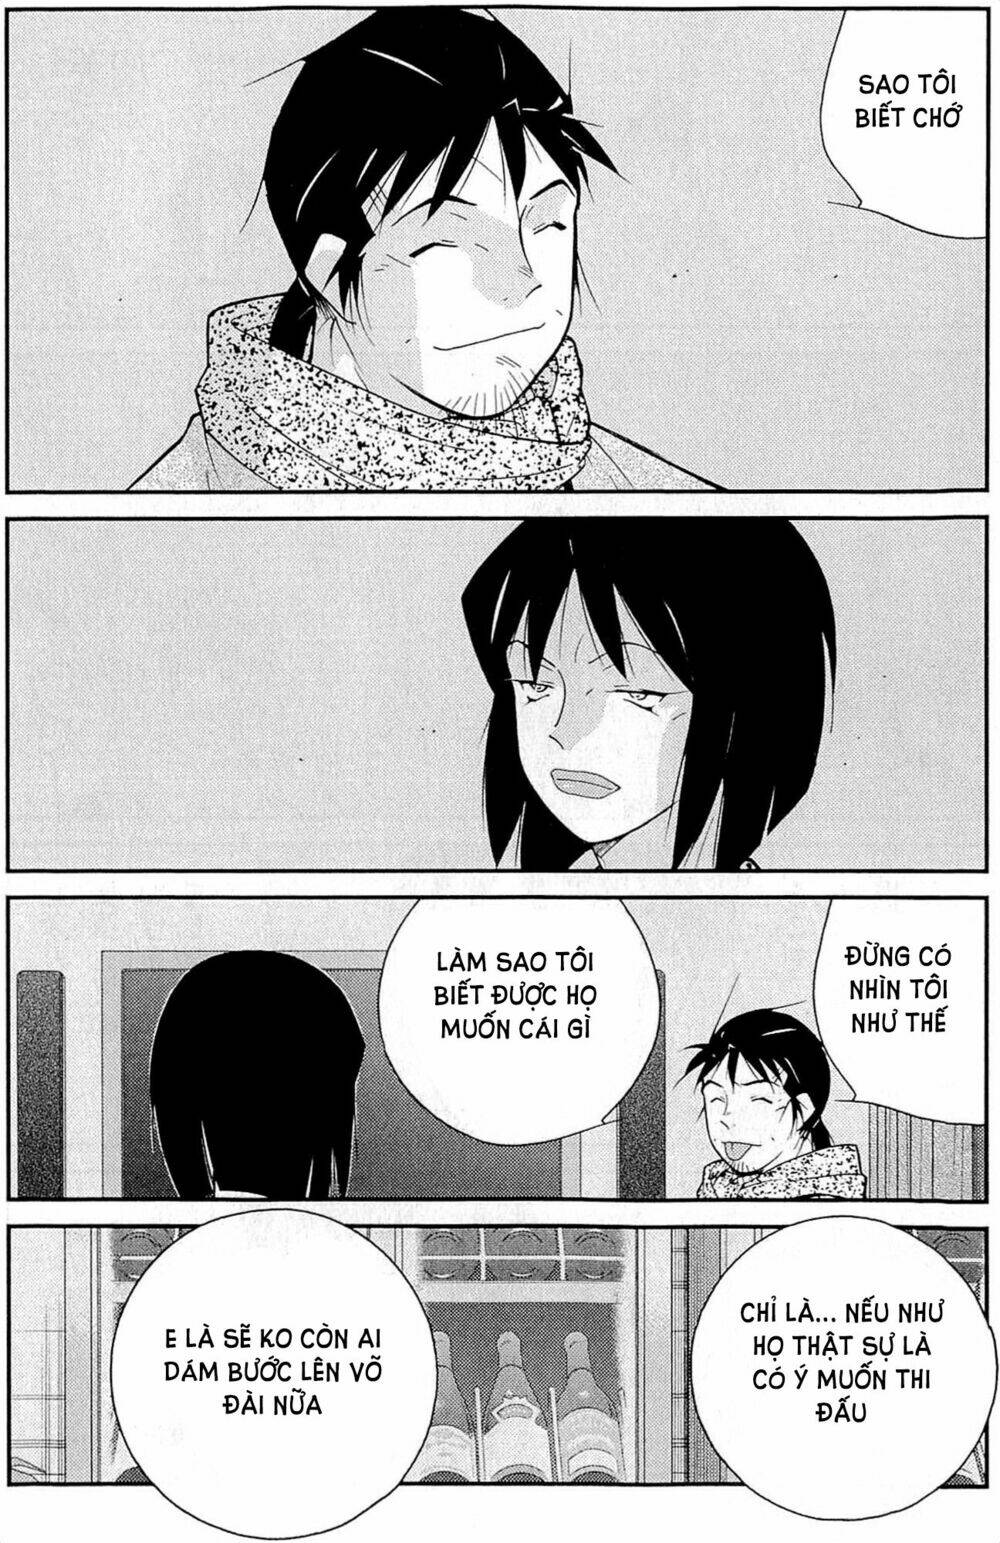 SAO TÔI
BIẾT CHỚ
ĐỪNG CÓ
NHÌN TÔI
NHƯ THẾ
LÀM SAO TÔI
BIẾT ĐƯỢC HỌ
MUỐN CÁI GÌ
CHỈ LÀ... NẾU NHƯ
HỌ THẬT SỰ LÀ
CÓ Ý MUỐN THI
ĐẤU
E LÀ SẼ KO CÒN AI
DÁM BƯỚC LÊN VÕ
ĐÀI NỮA